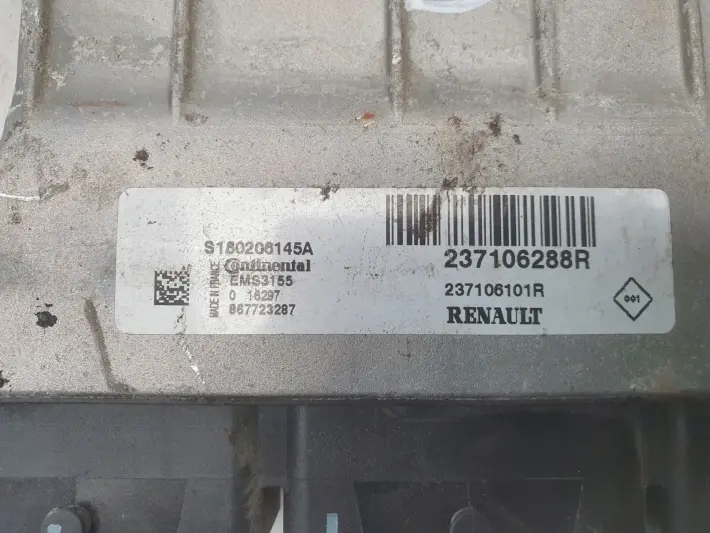 S180206145A
Continental
EMS3155
0 16297
867723287
MADE IN FRANCE
237106288R
237106101R
RENAULT
001